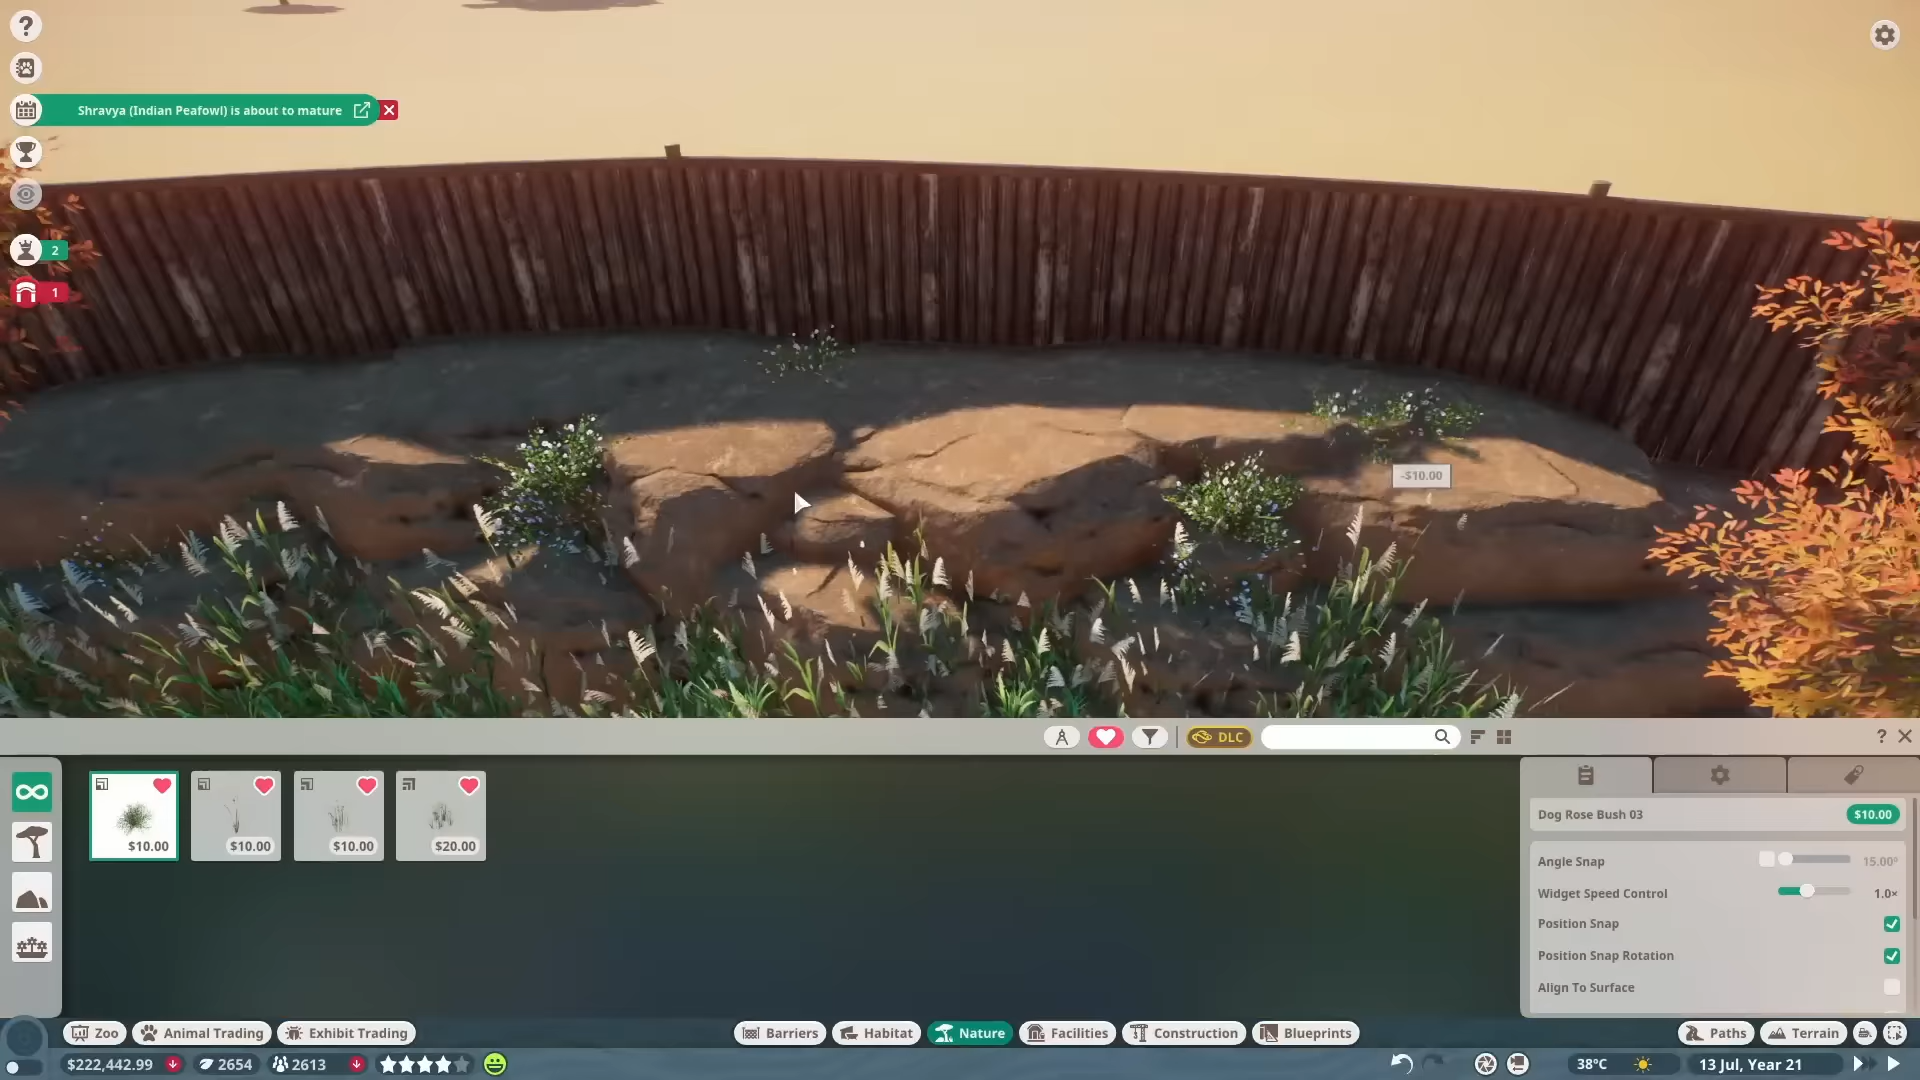 ?
Shravya (Indian Peafowl) is about to mature
2
1
-$10.00
DLC
?
$10.00
$10.00
$10.00
$20.00
Dog Rose Bush 03
$10.00
Angle Snap
15.00°
Widget Speed Control
1.0×
Position Snap
Position Snap Rotation
Align To Surface
Zoo
Animal Trading
Exhibit Trading
Barriers
Habitat
Nature
Facilities
Construction
Blueprints
Paths
Terrain
$222,442.99
2654
2613
38°C
13 Jul, Year 21